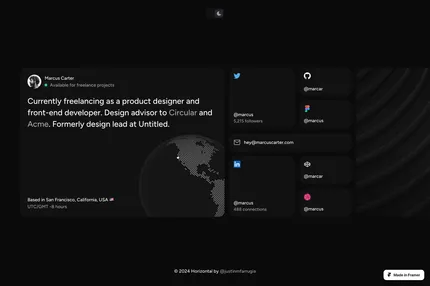 Marcus Carter
Available for freelance projects
Currently freelancing as a product designer and
front-end developer. Design advisor to Circular and
Acme. Formerly design lead at Untitled.
Based in San Francisco, California, USA
UTC/GMT -8 hours
@marcus
5,215 followers
@marcar
@marcus
hey@marcuscarter.com
@marcus
469 connections
@marcar
@marcus
© 2024 Horizontal by @justinmfarrugia
Made in Framer